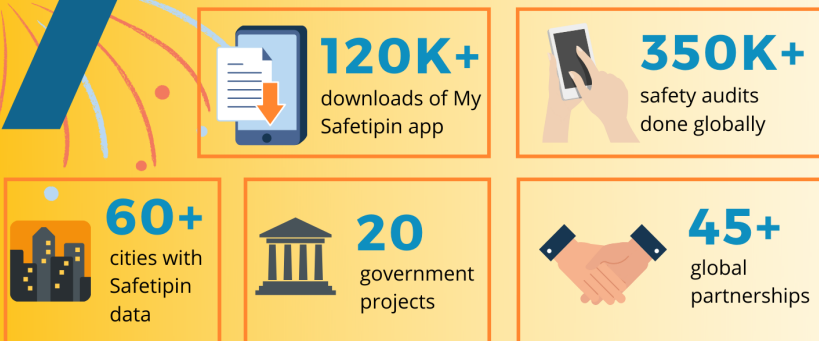 120K+
downloads of My
Safetipin app
350K+
safety audits
done globally
60+
cities with
Safetipin
data
20
government
projects
45+
global
partnerships